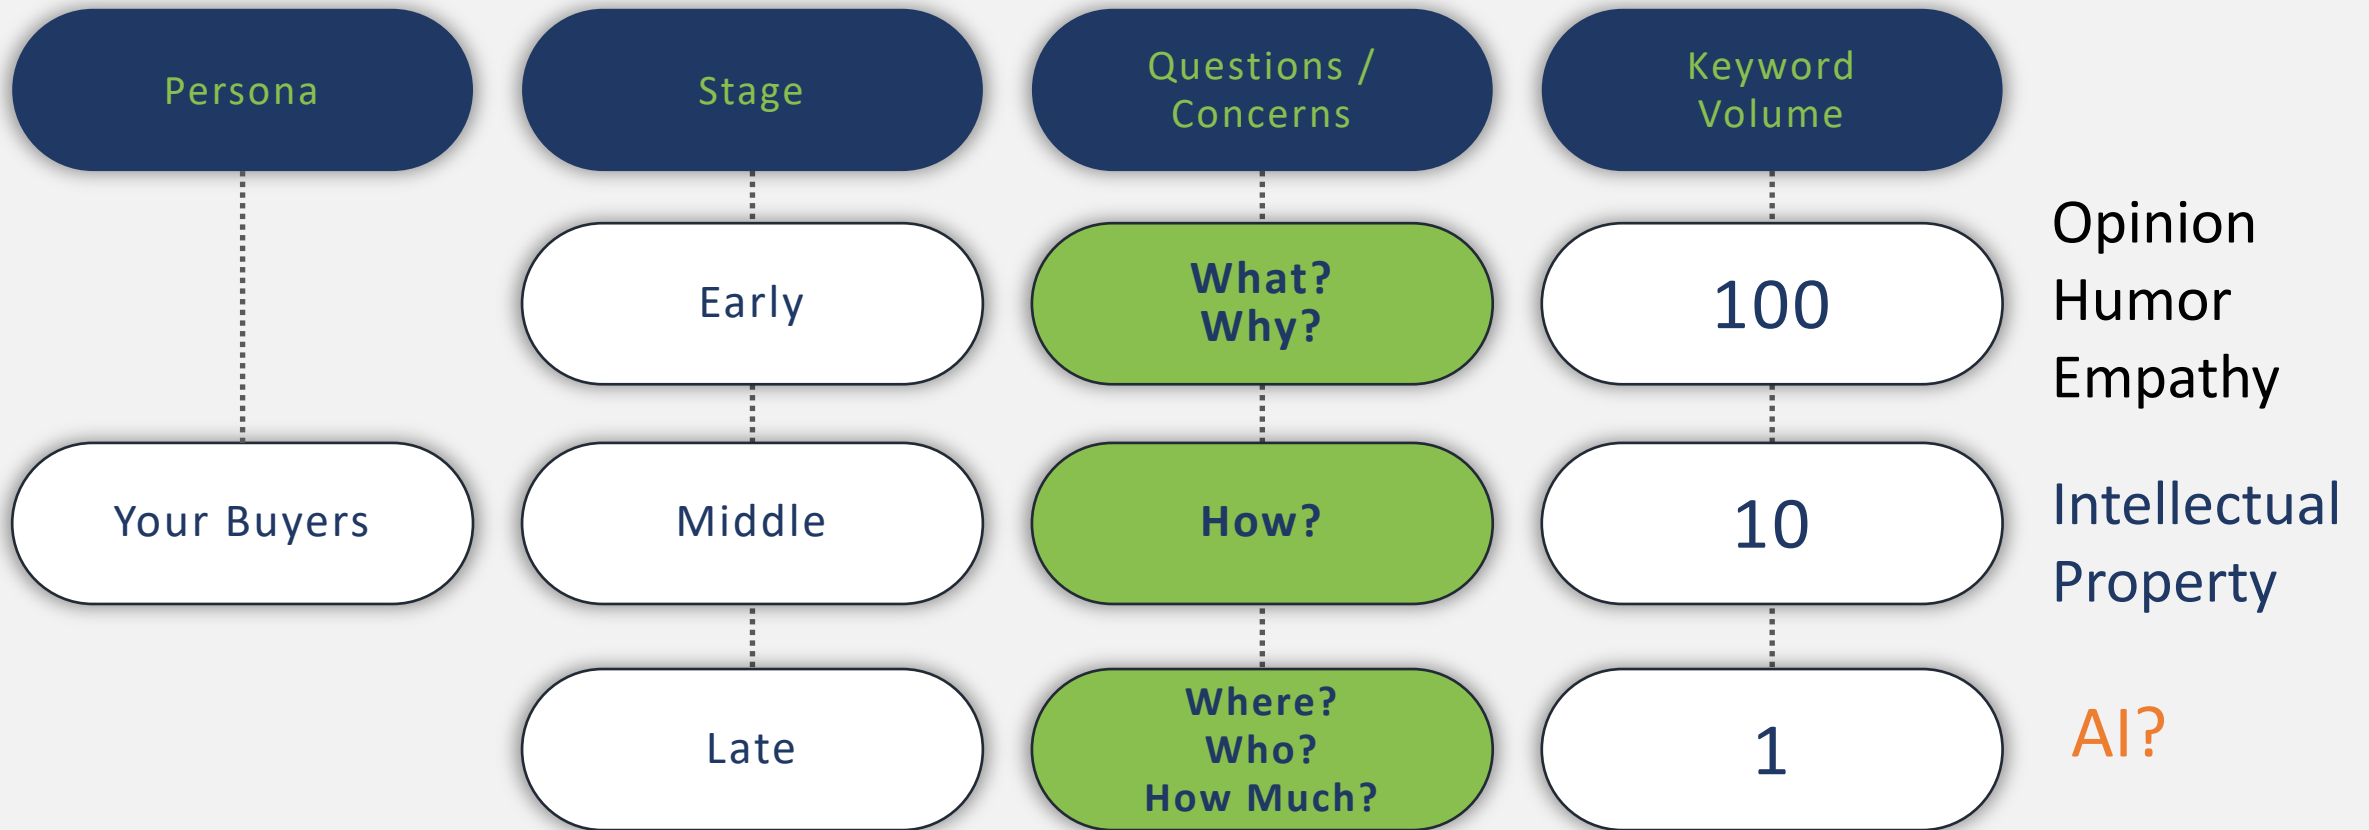 Persona
Stage
Questions /
Concerns
Keyword
Volume
Early
What?
Why?
100
Opinion
Humor
Empathy
Your Buyers
Middle
How?
10
Intellectual
Property
Late
Where?
Who?
How Much?
1
AI?